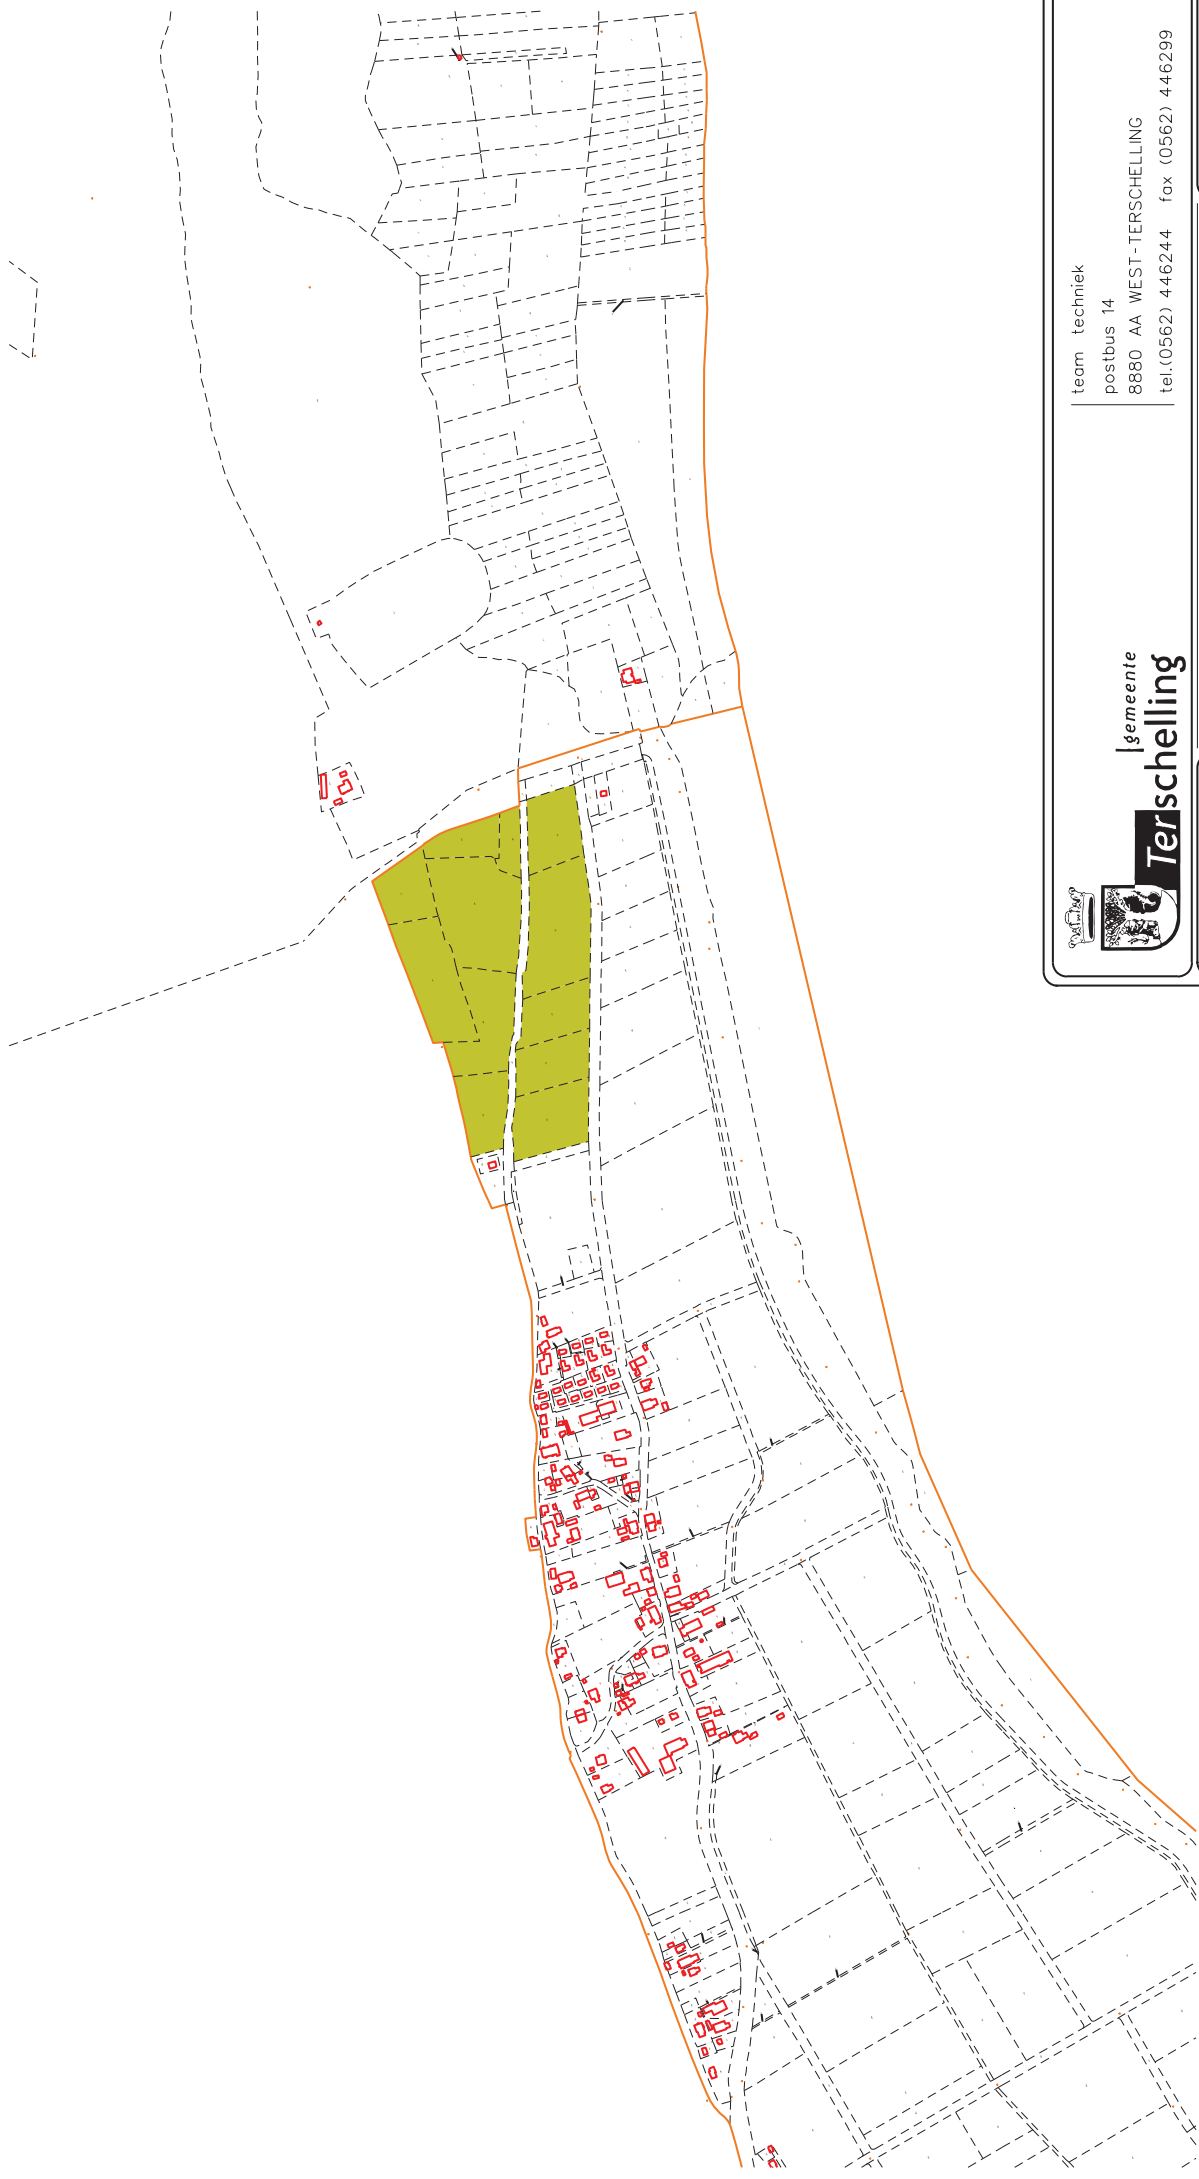 team techniek
postbus 14
8880 AA WEST-TERSCHELLING
tel.(0562) 446244 fax (0562) 446299
gemeente
Terschelling